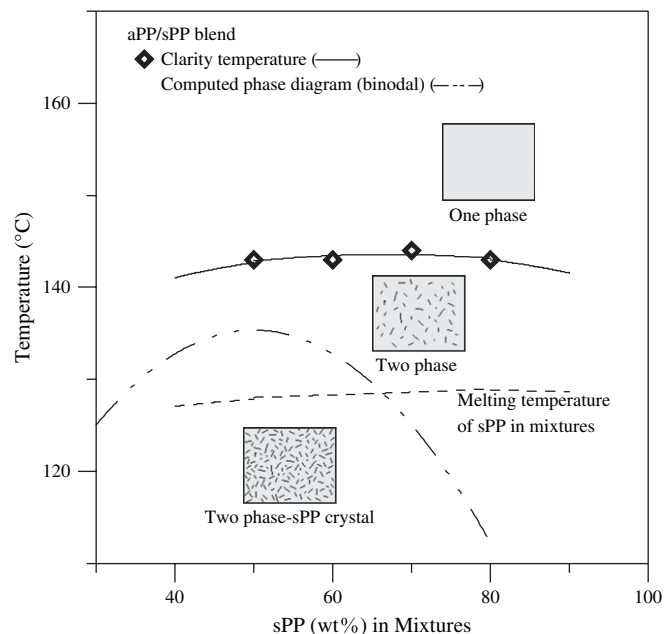 aPP/sPP blend
Clarity temperature (——)
Computed phase diagram (binodal) (—--—)
160
One phase
Temperature (°C)
140
Two phase
Melting temperature
of sPP in mixtures
120
Two phase-sPP crystal
40
60
80
100
sPP (wt%) in Mixtures